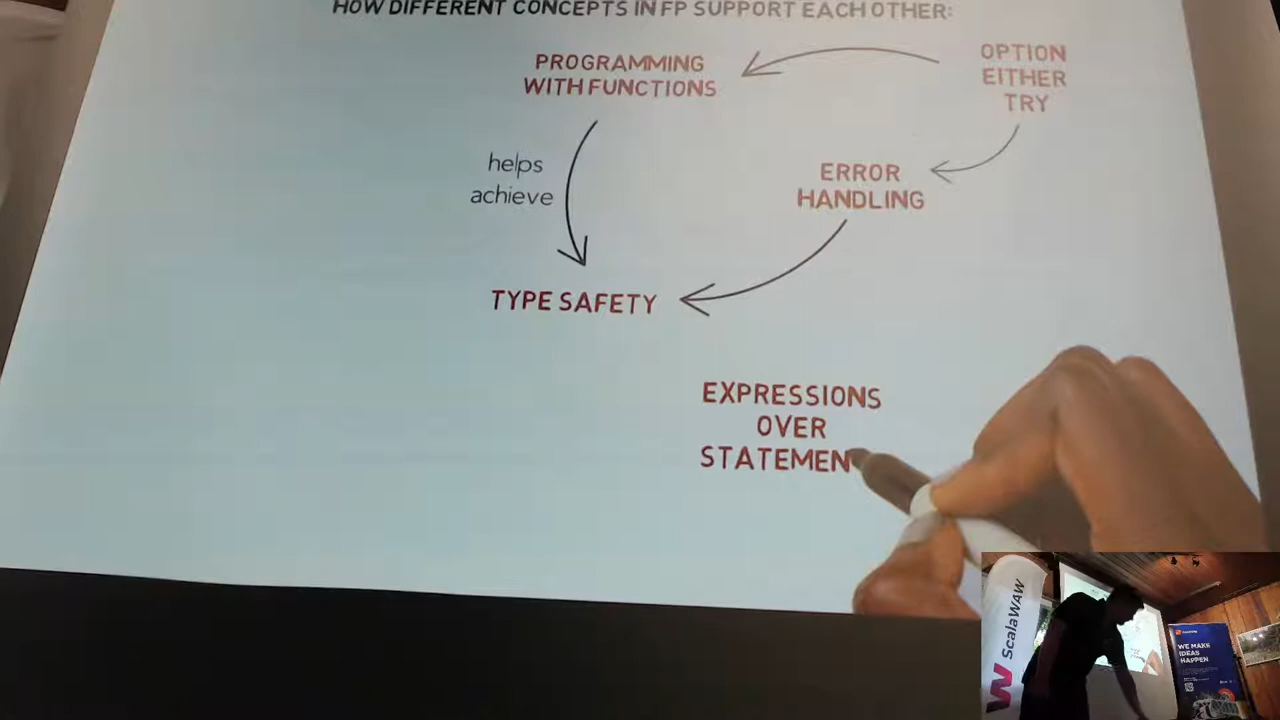 HOW DIFFERENT CONCEPTS IN FP SUPPORT EACH OTHER:
PROGRAMMING
WITH FUNCTIONS
OPTION
EITHER
TRY
helps
achieve
ERROR
HANDLING
TYPE SAFETY
EXPRESSIONS
OVER
STATEMEN
ScalaWAW
WE MAKE
IDEAS
HAPPEN